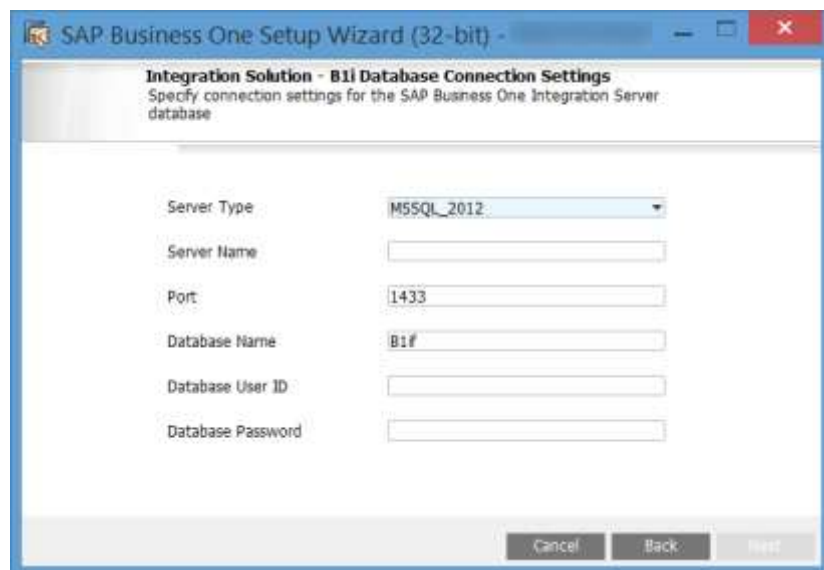 SAP Business One Setup Wizard (32-bit) -
Integration Solution - B1i Database Connection Settings
Specify connection settings for the SAP Business One Integration Server
database
Server Type MSSQL_2012
Server Name
Port 1433
Database Name B1if
Database User ID
Database Password
Cancel Back Next